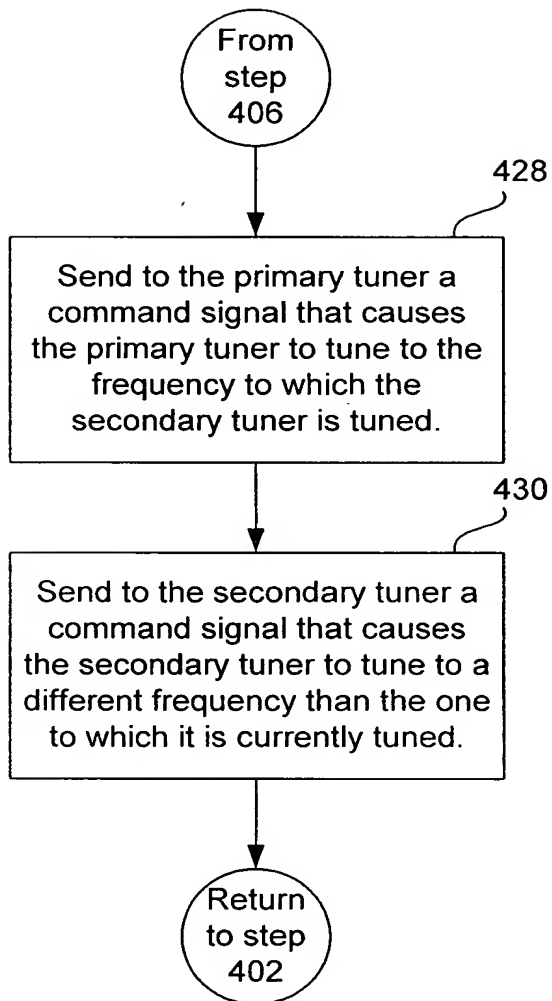 From
step
406
428
Send to the primary tuner a
command signal that causes
the primary tuner to tune to the
frequency to which the
secondary tuner is tuned.
430
Send to the secondary tuner a
command signal that causes
the secondary tuner to tune to a
different frequency than the one
to which it is currently tuned.
Return
to step
402